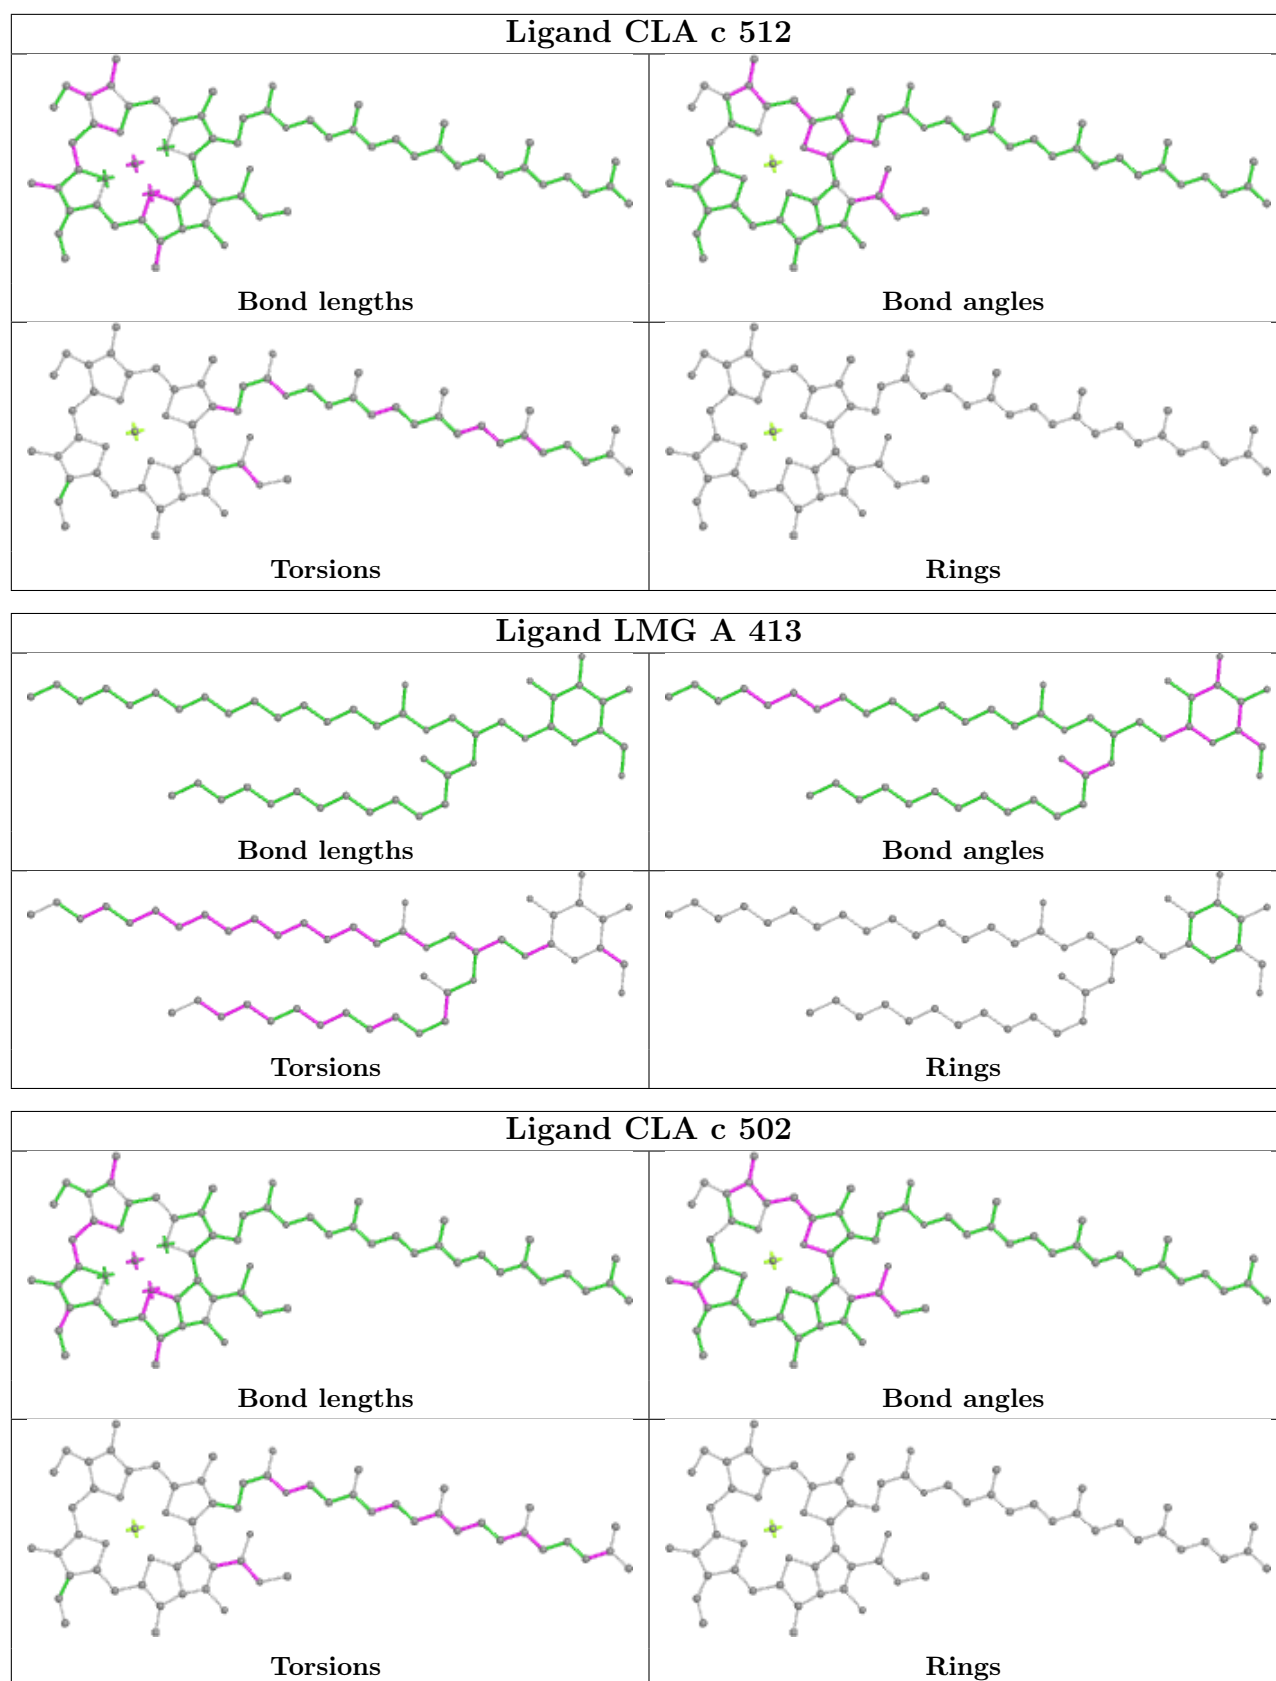 Ligand CLA c 512
Bond lengths
Bond angles
Torsions
Rings
Ligand LMG A 413
Bond lengths
Bond angles
Torsions
Rings
Ligand CLA c 502
Bond lengths
Bond angles
Torsions
Rings